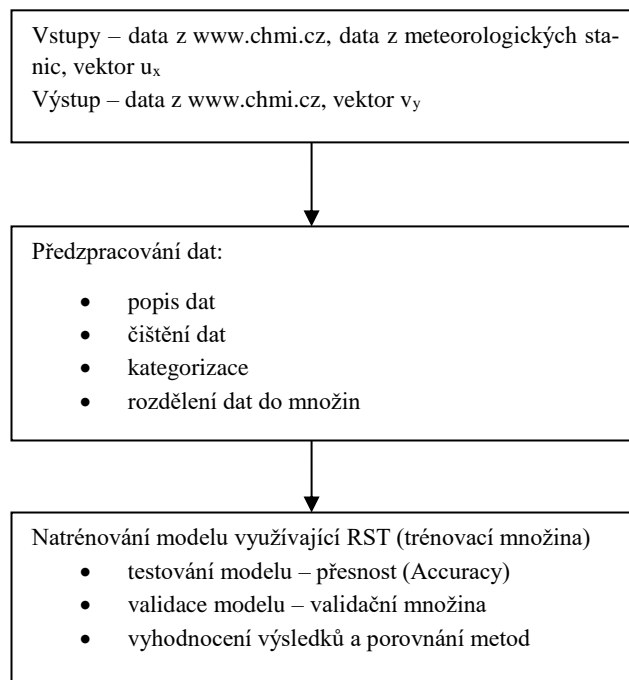 Vstupy – data z www.chmi.cz, data z meteorologických sta-
nic, vektor uₓ
Výstup – data z www.chmi.cz, vektor vy
Předzpracování dat:
• popis dat
• čištění dat
• kategorizace
• rozdělení dat do množin
Natrénování modelu využívající RST (trénovací množina)
• testování modelu – přesnost (Accuracy)
• validace modelu – validační množina
• vyhodnocení výsledků a porovnání metod